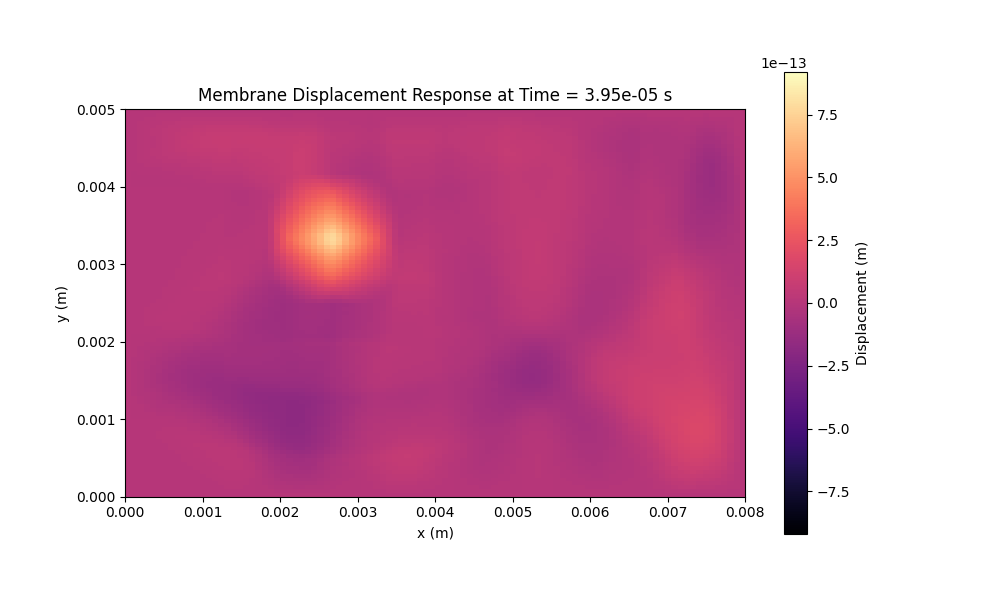 1e−13
Membrane Displacement Response at Time = 3.95e-05 s
0.005
0.004
0.003
0.002
0.001
0.000
y (m)
0.000 0.001 0.002 0.003 0.004 0.005 0.006 0.007 0.008
x (m)
7.5
5.0
2.5
0.0
−2.5
−5.0
−7.5
Displacement (m)